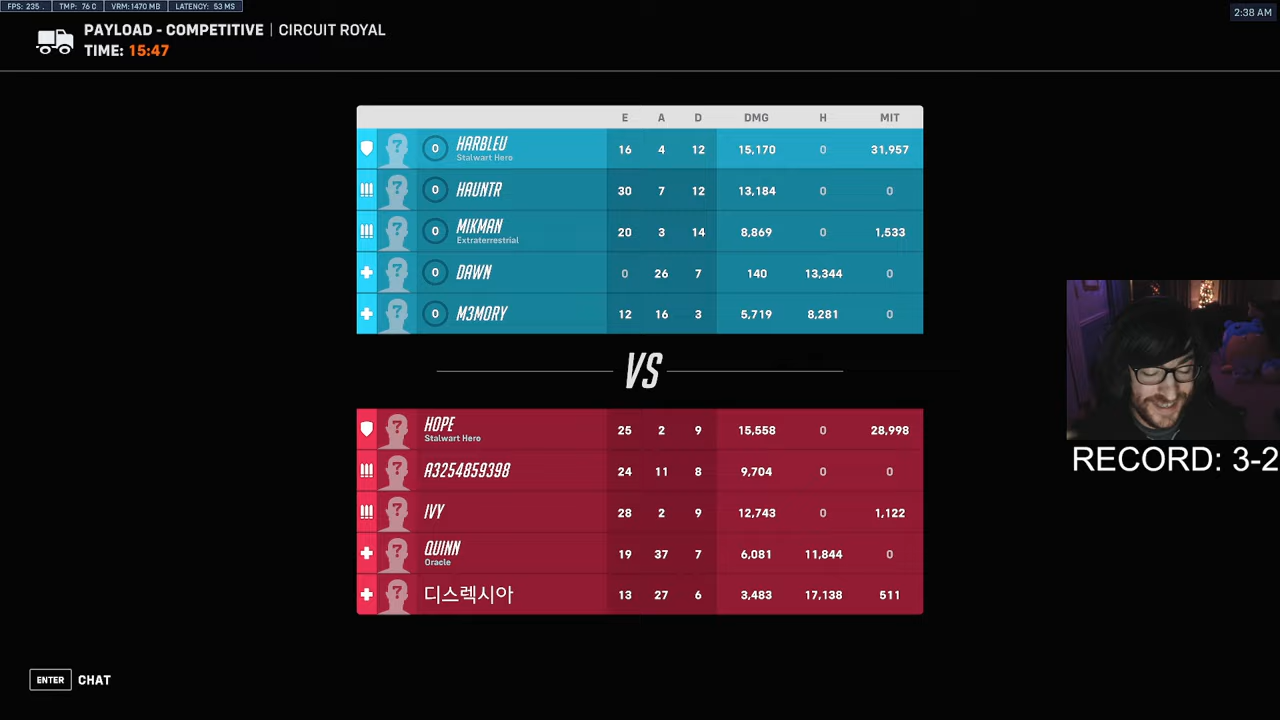 FPS: 235 . TMP: 76 C VRM: 1470 MB LATENCY: 53 MS
2:38 AM
PAYLOAD - COMPETITIVE | CIRCUIT ROYAL
TIME: 15:47
E A D DMG H MIT
0 HARBLEU 16 4 12 15,170 0 31,957
Stalwart Hero
0 HAUNTR 30 7 12 13,184 0 0
0 MIKMAN 20 3 14 8,869 0 1,533
Extraterrestrial
0 DAWN 0 26 7 140 13,344 0
0 M3MORY 12 16 3 5,719 8,281 0
VS
HOPE 25 2 9 15,558 0 28,998
Stalwart Hero
A3254859398 24 11 8 9,704 0 0
IVY 28 2 9 12,743 0 1,122
QUINN 19 37 7 6,081 11,844 0
Oracle
디스렉시아 13 27 6 3,483 17,138 511
RECORD: 3-2
ENTER CHAT